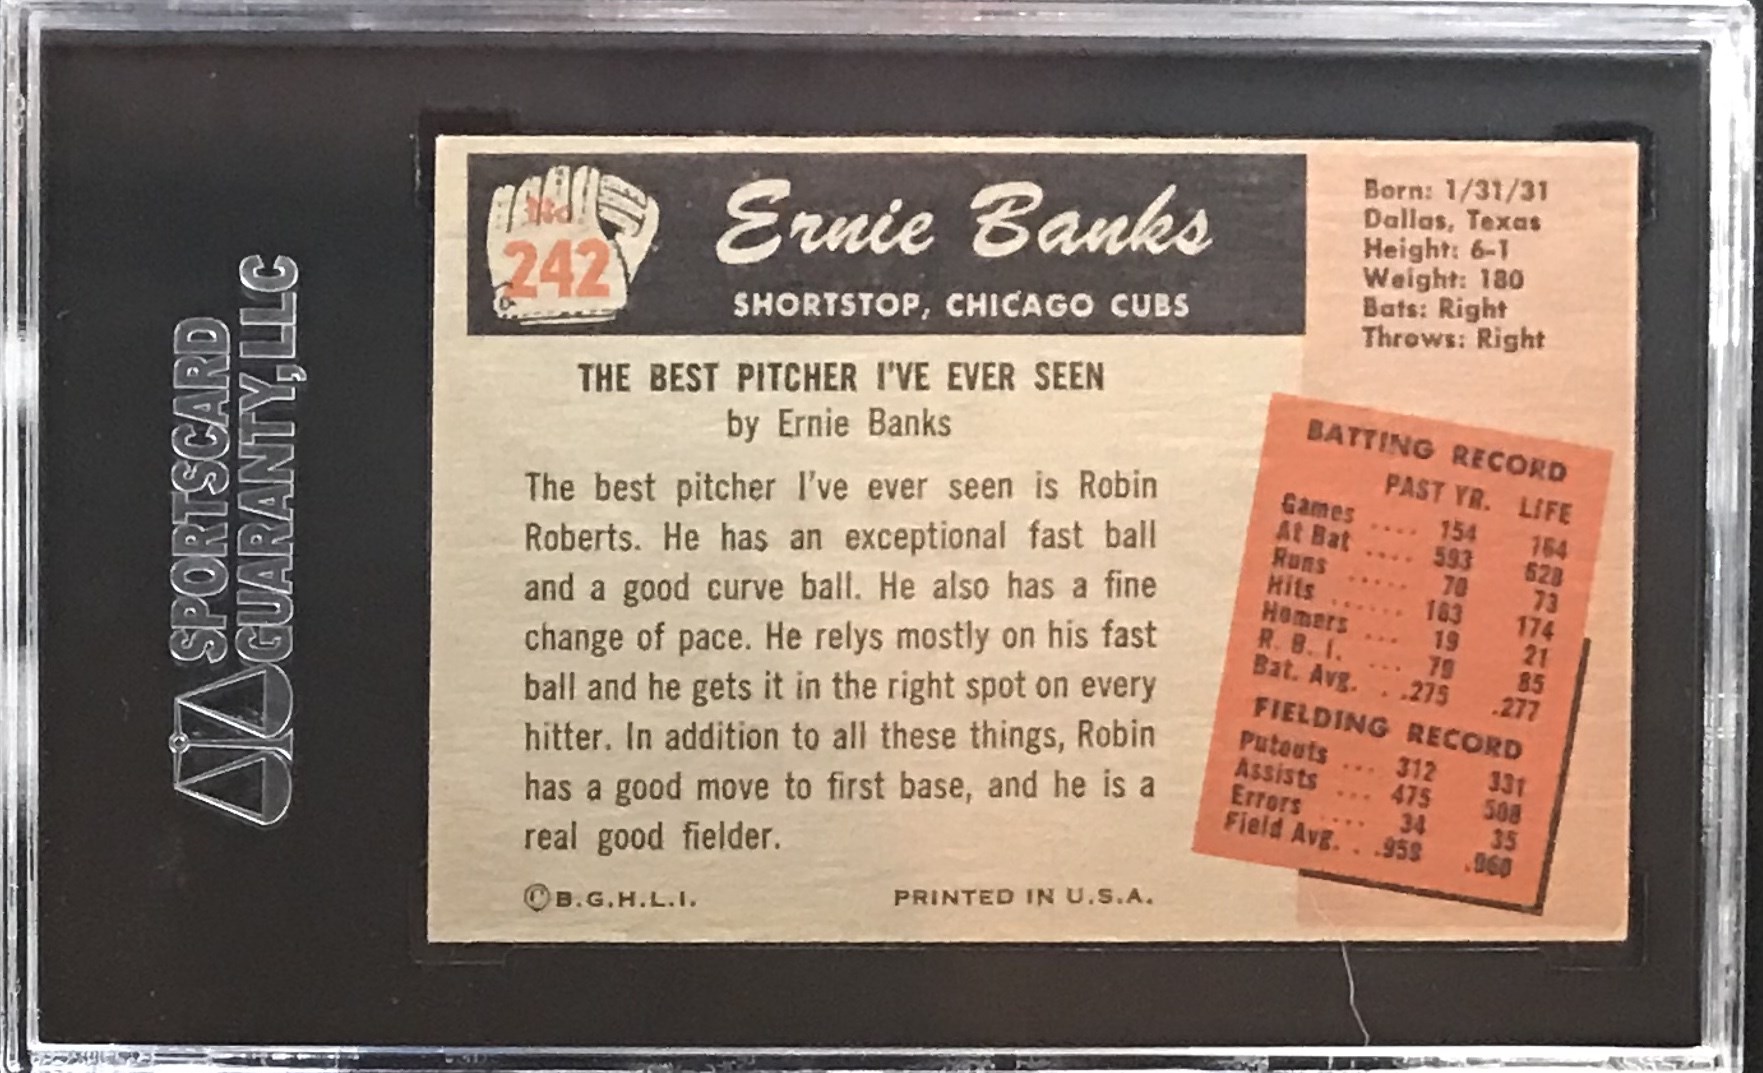 SPORTSCARD
GUARANTY, LLC
No.
242
Ernie Banks
SHORTSTOP, CHICAGO CUBS
Born: 1/31/31
Dallas, Texas
Height: 6-1
Weight: 180
Bats: Right
Throws: Right
THE BEST PITCHER I'VE EVER SEEN
by Ernie Banks
The best pitcher I've ever seen is Robin
Roberts. He has an exceptional fast ball
and a good curve ball. He also has a fine
change of pace. He relys mostly on his fast
ball and he gets it in the right spot on every
hitter. In addition to all these things, Robin
has a good move to first base, and he is a
real good fielder.
© B.G.H.L.I. PRINTED IN U.S.A.
BATTING RECORD
PAST YR. LIFE
Games .... 154 164
At Bat .... 593 628
Runs ..... 70 73
Hits ...... 163 174
Homers ... 19 21
R. B. I. ... 79 85
Bat. Avg. . .275 .277
FIELDING RECORD
Putouts ... 312 331
Assists ... 475 508
Errors .... 34 35
Field Avg. . .959 .960